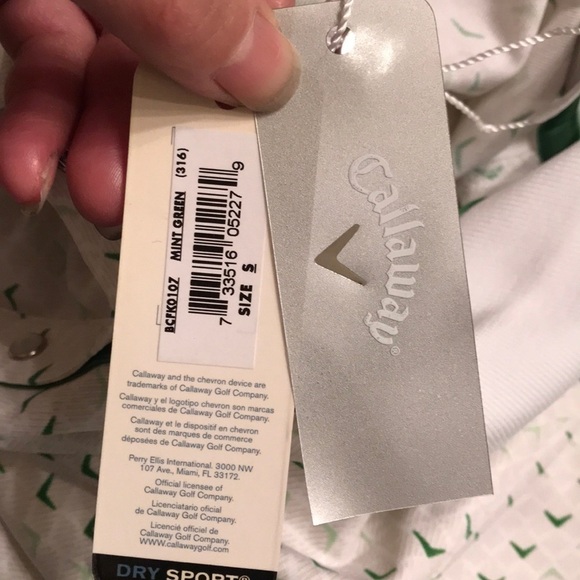 BCFK010Z MINT GREEN (316)
7 33516 05227 9
SIZE S
Callaway and the chevron device are
trademarks of Callaway Golf Company.
Callaway y el logotipo chevron son marcas
comerciales de Callaway Golf Company.
Callaway et le dispositif en chevron
sont des marques de commerce
déposées de Callaway Golf Company.
Perry Ellis International. 3000 NW
107 Ave., Miami, FL 33172.
Official licensee of
Callaway Golf Company.
Licenciatario oficial
de Callaway Golf Company.
Licencié officiel de
Callaway Golf Company.
WWW.callawaygolf.com
DRY SPORT®
Callaway®